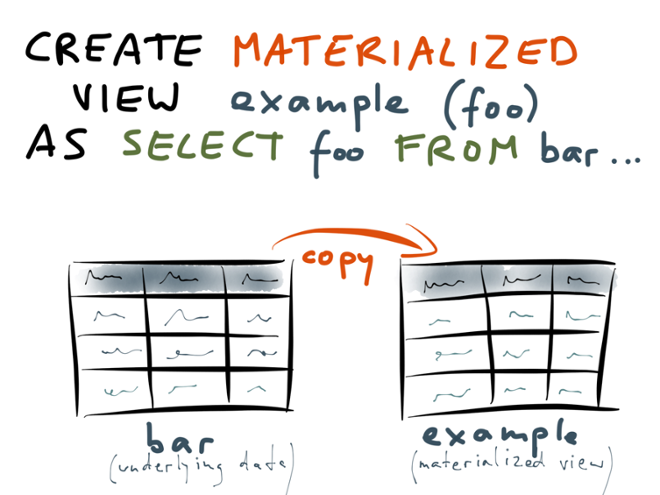 CREATE MATERIALIZED
VIEW example (foo)
AS SELECT foo FROM bar...
copy
bar
(underlying data)
example
(materialized view)